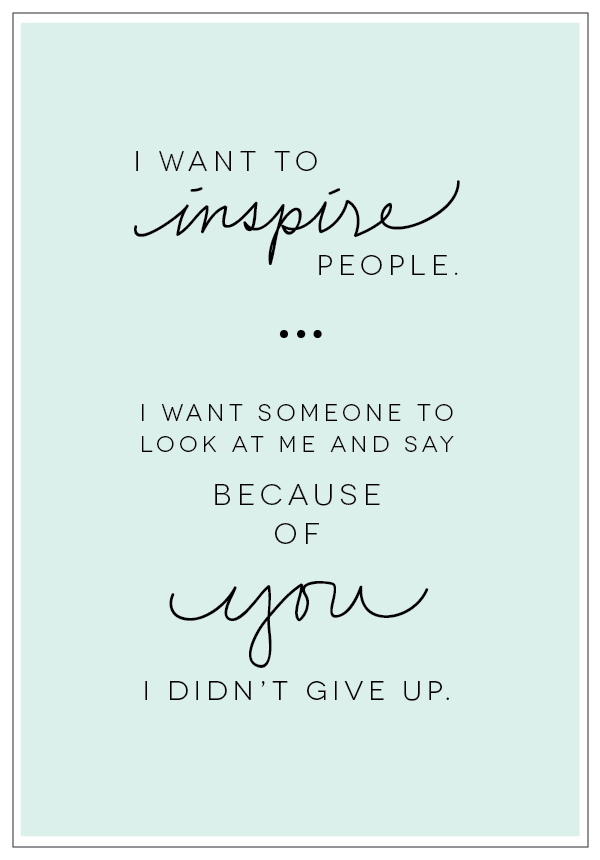 I WANT TO
inspire
PEOPLE.
•••
I WANT SOMEONE TO
LOOK AT ME AND SAY
BECAUSE
OF
you
I DIDN'T GIVE UP.